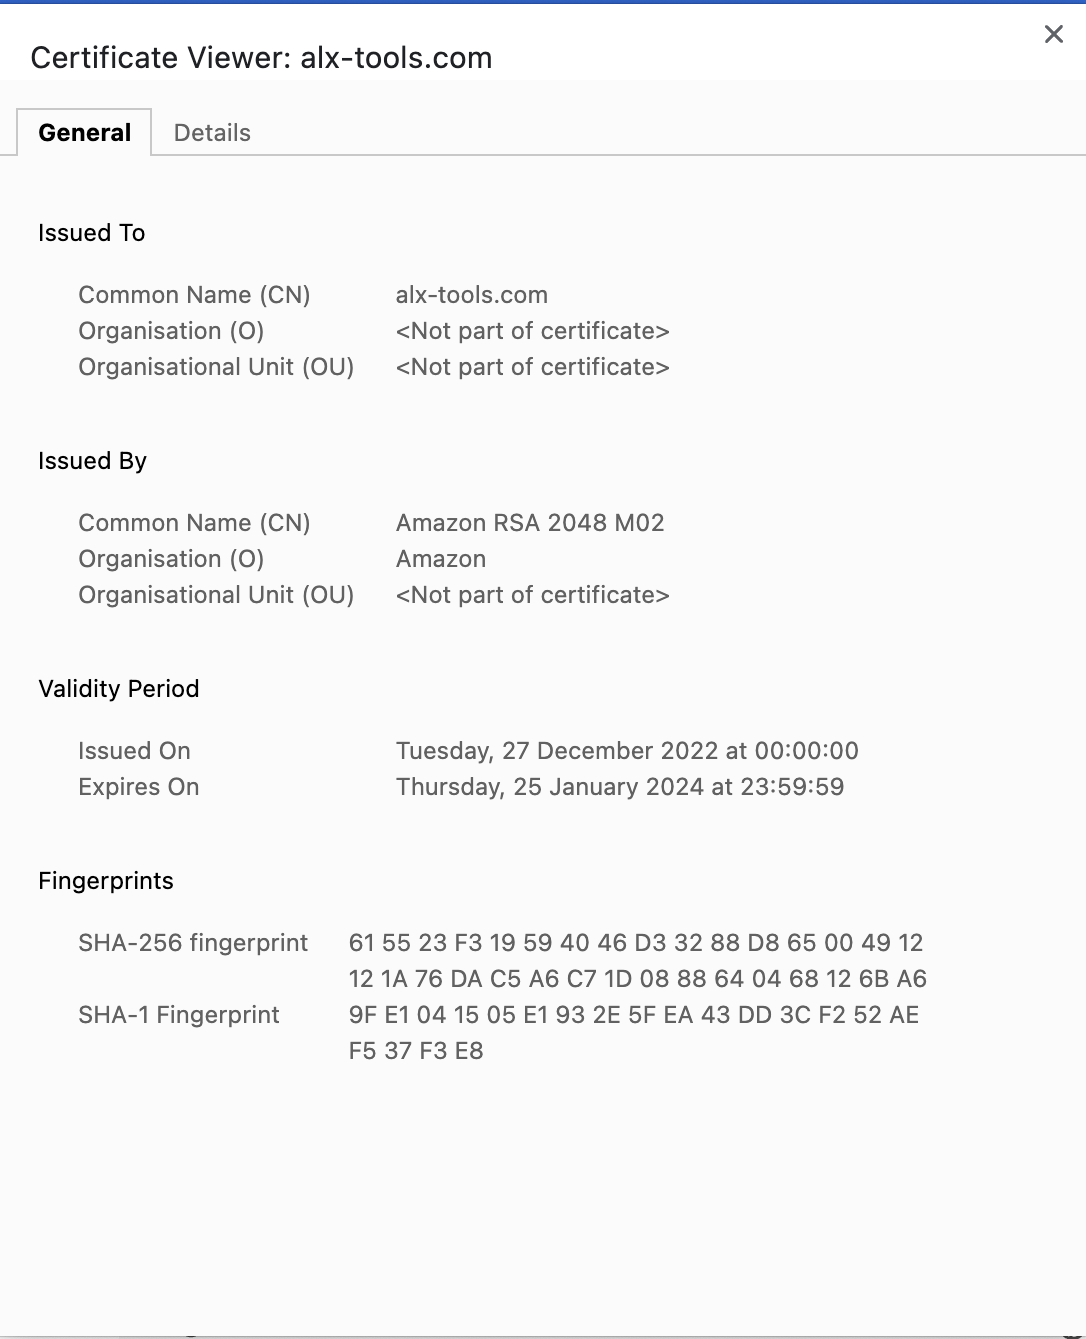 Certificate Viewer: alx-tools.com
General Details
Issued To
Common Name (CN) alx-tools.com
Organisation (O) <Not part of certificate>
Organisational Unit (OU) <Not part of certificate>
Issued By
Common Name (CN) Amazon RSA 2048 M02
Organisation (O) Amazon
Organisational Unit (OU) <Not part of certificate>
Validity Period
Issued On Tuesday, 27 December 2022 at 00:00:00
Expires On Thursday, 25 January 2024 at 23:59:59
Fingerprints
SHA-256 fingerprint 61 55 23 F3 19 59 40 46 D3 32 88 D8 65 00 49 12
12 1A 76 DA C5 A6 C7 1D 08 88 64 04 68 12 6B A6
SHA-1 Fingerprint 9F E1 04 15 05 E1 93 2E 5F EA 43 DD 3C F2 52 AE
F5 37 F3 E8